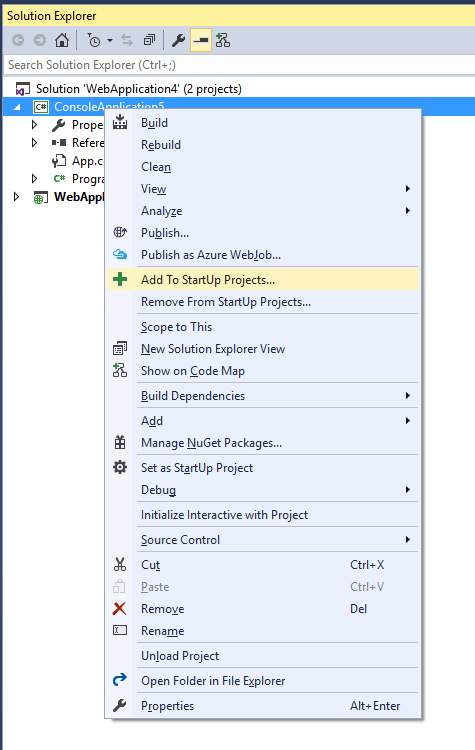 Solution Explorer
Search Solution Explorer (Ctrl+;)
Solution 'WebApplication4' (2 projects)
C# ConsoleApplication5
Prope
Refere
App.c
C# Progra
WebAppl
Build
Rebuild
Clean
View
Analyze
Publish...
Publish as Azure WebJob...
Add To StartUp Projects...
Remove From StartUp Projects...
Scope to This
New Solution Explorer View
Show on Code Map
Build Dependencies
Add
Manage NuGet Packages...
Set as StartUp Project
Debug
Initialize Interactive with Project
Source Control
Cut Ctrl+X
Paste Ctrl+V
Remove Del
Rename
Unload Project
Open Folder in File Explorer
Properties Alt+Enter